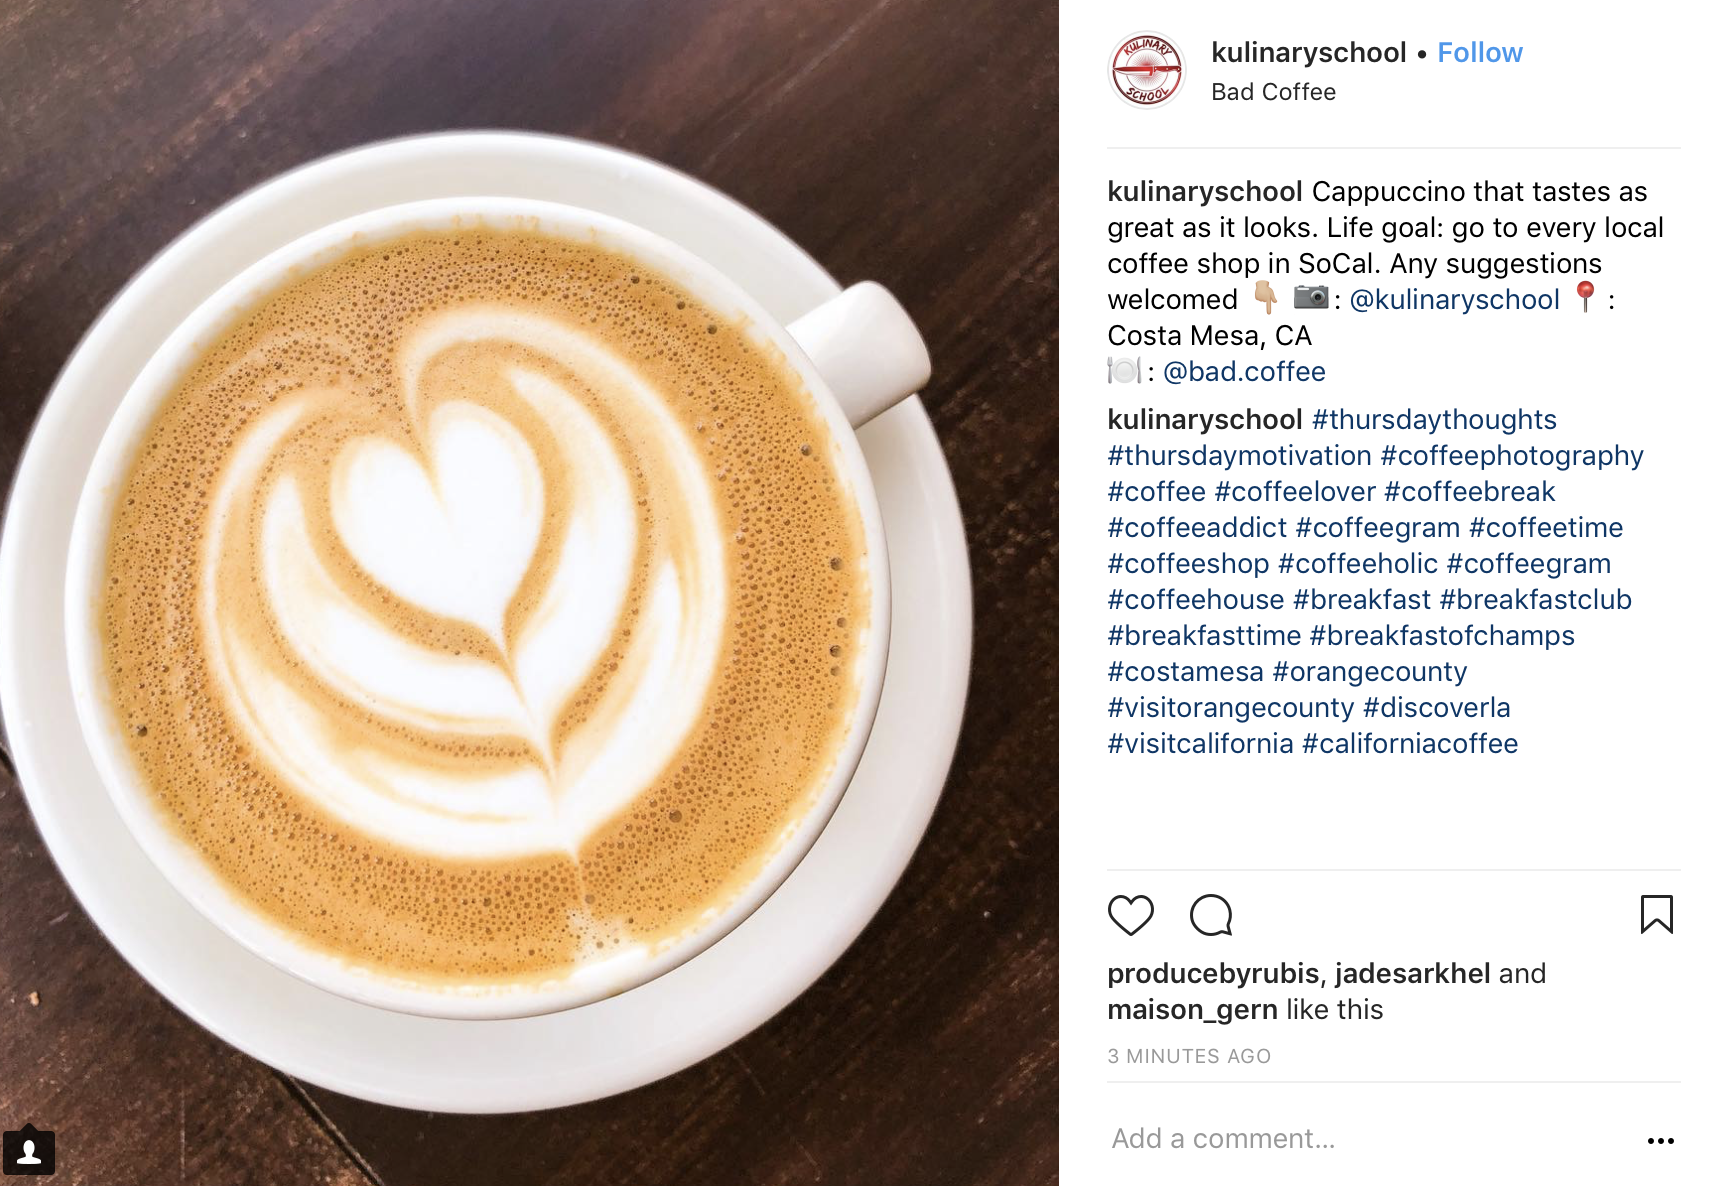 KULINARY
SCHOOL
kulinaryschool • Follow
Bad Coffee
kulinaryschool Cappuccino that tastes as
great as it looks. Life goal: go to every local
coffee shop in SoCal. Any suggestions
welcomed 👇🏼 📷: @kulinaryschool 📍 :
Costa Mesa, CA
🍽: @bad.coffee
kulinaryschool #thursdaythoughts
#thursdaymotivation #coffeephotography
#coffee #coffeelover #coffeebreak
#coffeeaddict #coffeegram #coffeetime
#coffeeshop #coffeeholic #coffeegram
#coffeehouse #breakfast #breakfastclub
#breakfasttime #breakfastofchamps
#costamesa #orangecounty
#visitorangecounty #discoverla
#visitcalifornia #californiacoffee
producebyrubis, jadesarkhel and
maison_gern like this
3 MINUTES AGO
Add a comment...